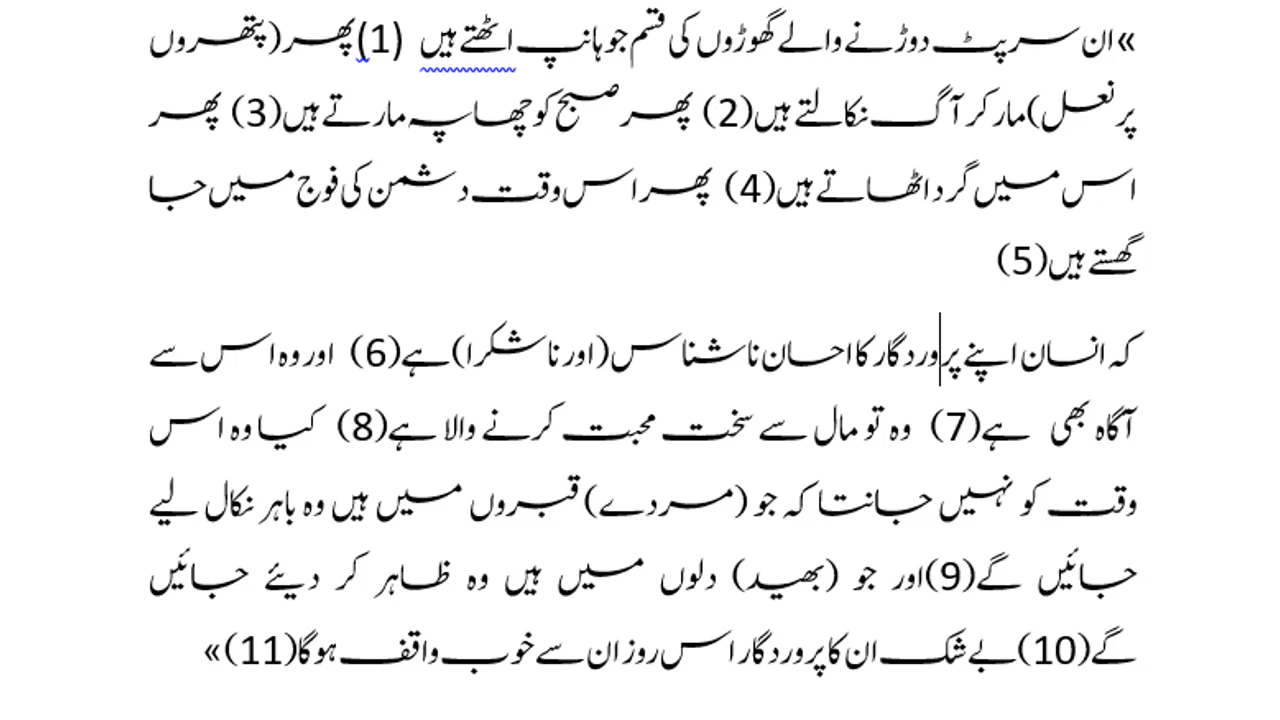 «ان سرپٹ دوڑنے والے گھوڑوں کی قسم جو ہانپ اٹھتے ہیں (1)پھر (پتھروں
پر نعل)مار کر آگ نکالتے ہیں(2) پھر صبح کو چھاپہ مارتے ہیں(3) پھر
اس میں گرد اٹھاتے ہیں(4) پھر اس وقت دشمن کی فوج میں جا
گھستے ہیں(5)
کہ انسان اپنے پروردگار کا احسان ناشناس (اور ناشکرا) ہے(6) اور وہ اس سے
آگاہ بھی ہے(7) وہ تو مال سے سخت محبت کرنے والا ہے(8) کیا وہ اس
وقت کو نہیں جانتا کہ جو (مردے) قبروں میں ہیں وہ باہر نکال لیے
جائیں گے(9)اور جو (بھید) دلوں میں ہیں وہ ظاہر کر دیئے جائیں
گے(10)بے شک ان کا پروردگار اس روز ان سے خوب واقف ہوگا(11)»